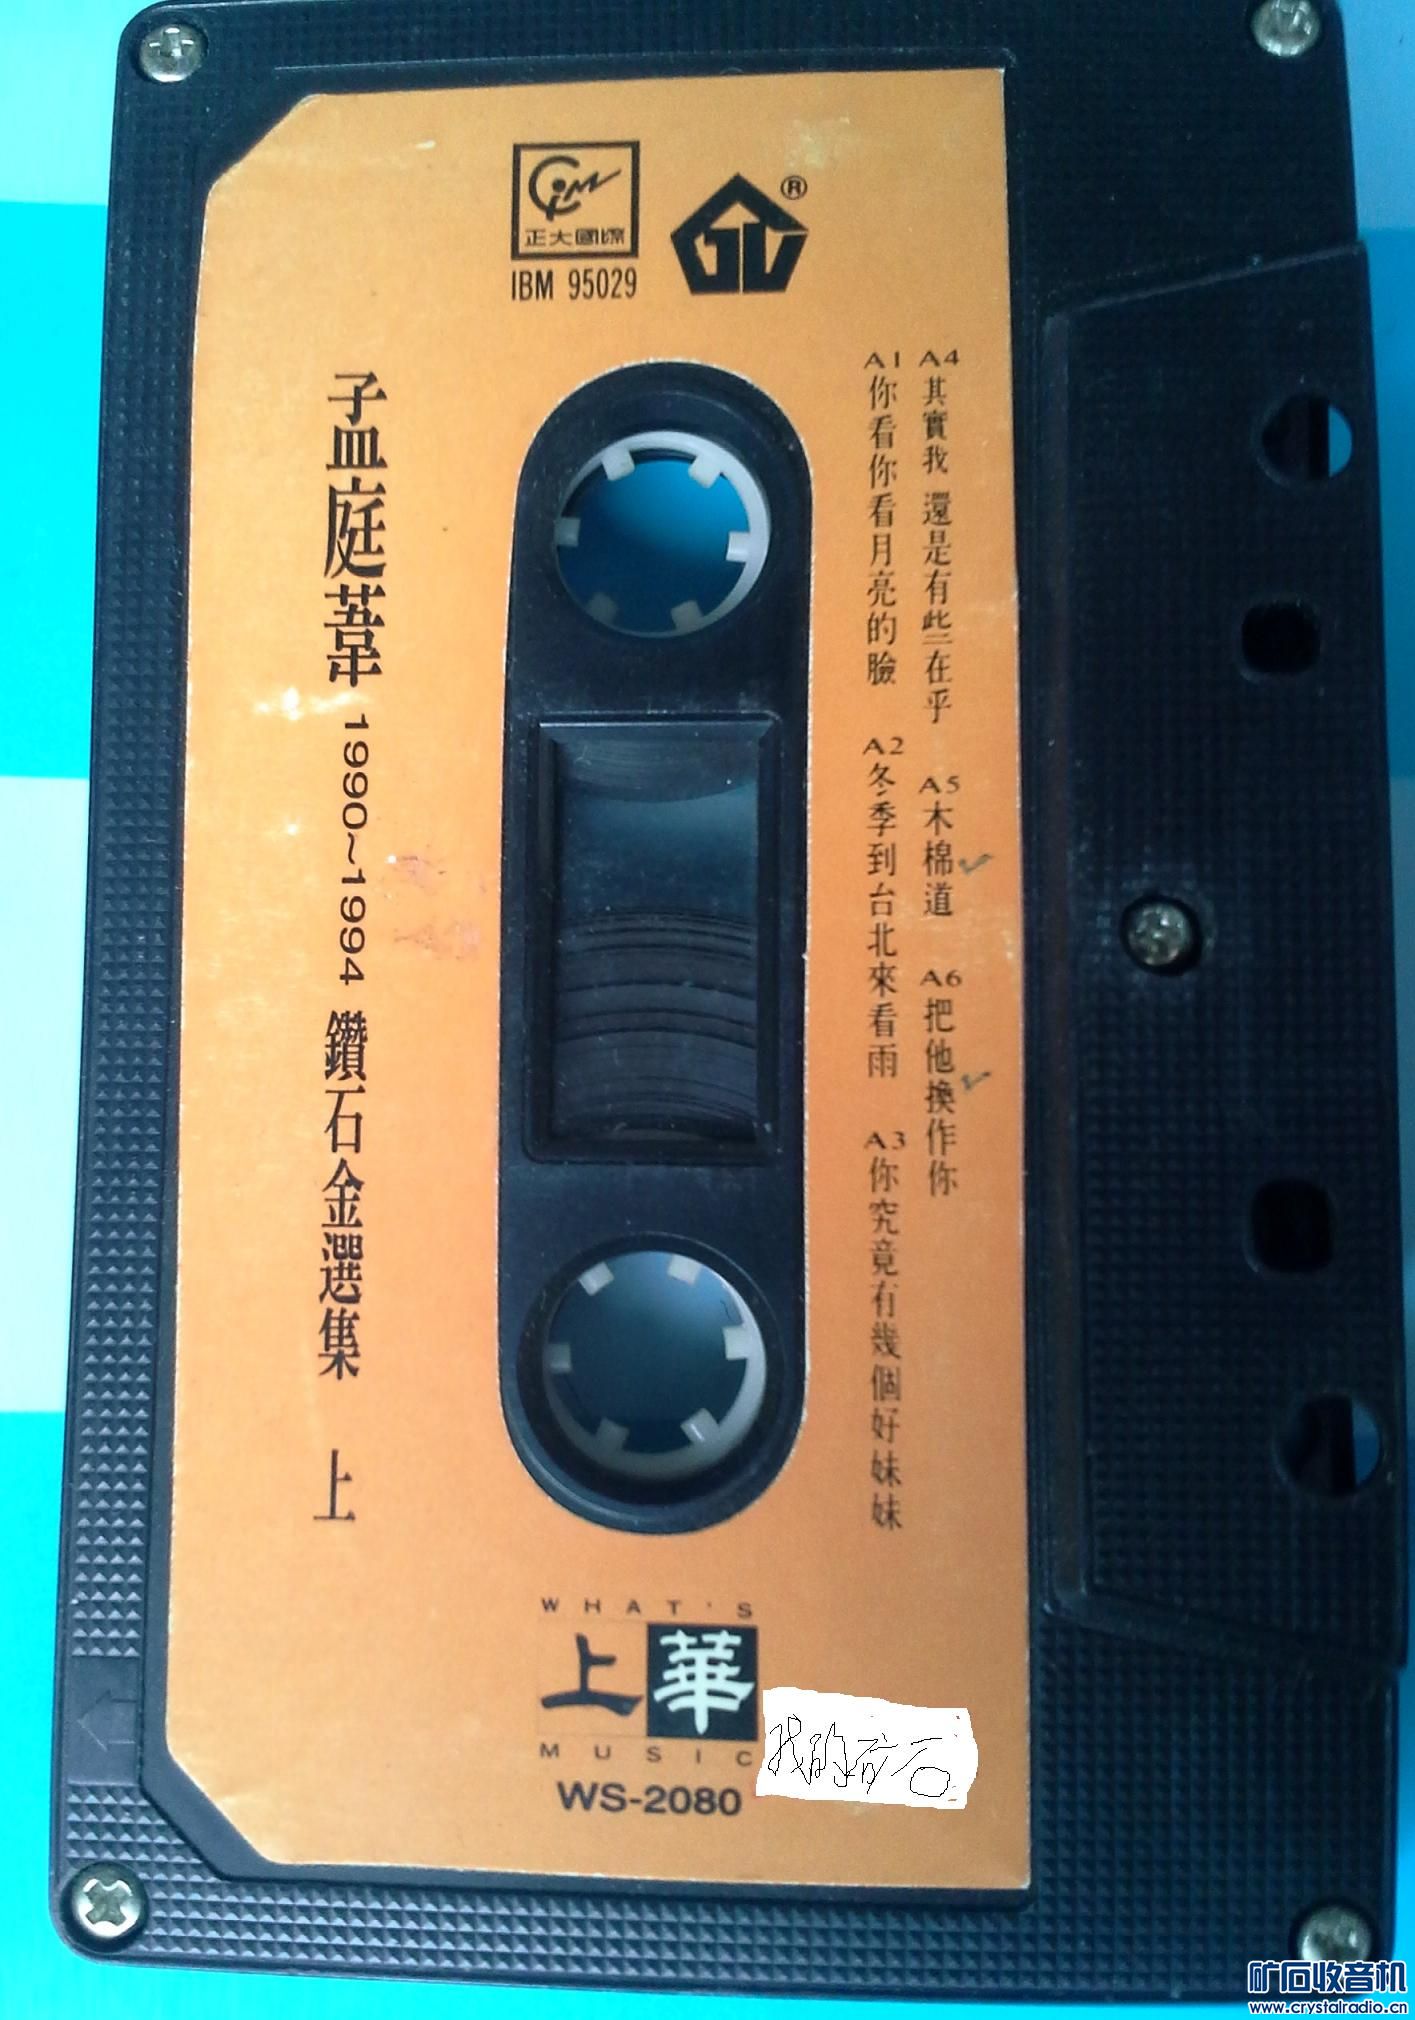 正大國際
IBM 95029
®
孟庭葦 1990~1994 鑽石金選集 上
A1 你看你看月亮的臉 A2 冬季到台北來看雨 A3 你究竟有幾個好妹妹
A4 其實我 還是有些在乎 A5 木棉道 A6 把他換作你
WHAT'S
上華
MUSIC
WS-2080
我的矿石
矿石收音机
www.crystalradio.cn